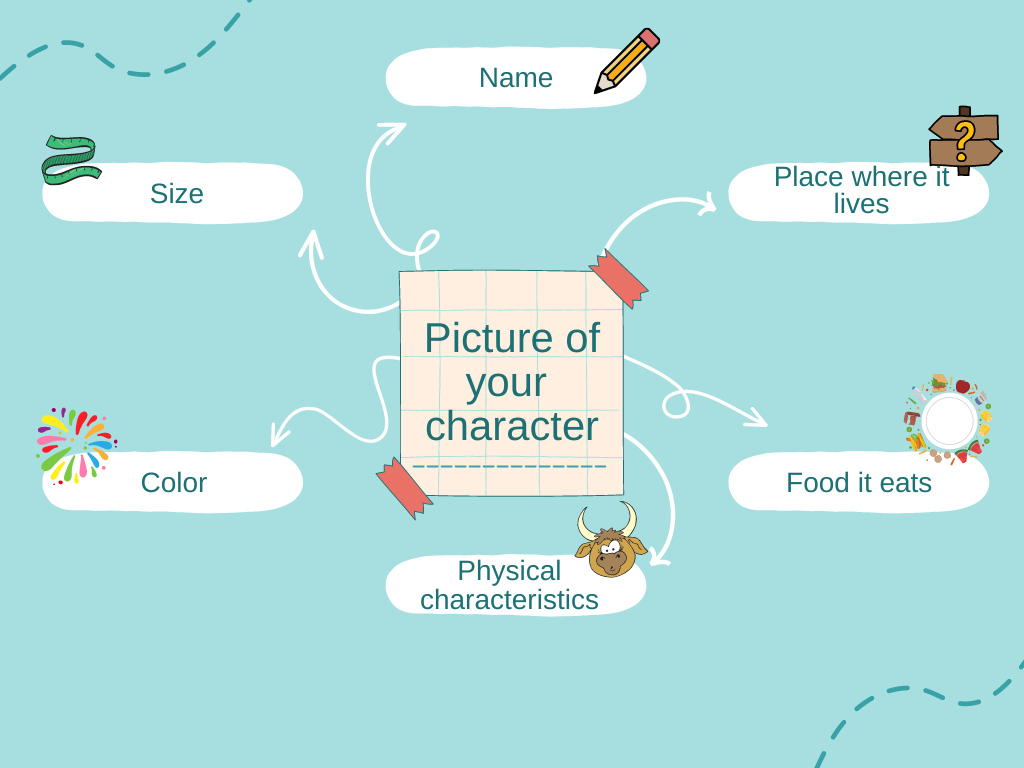 Name
Size
Place where it
lives
Picture of
your
character
Color
Food it eats
Physical
characteristics